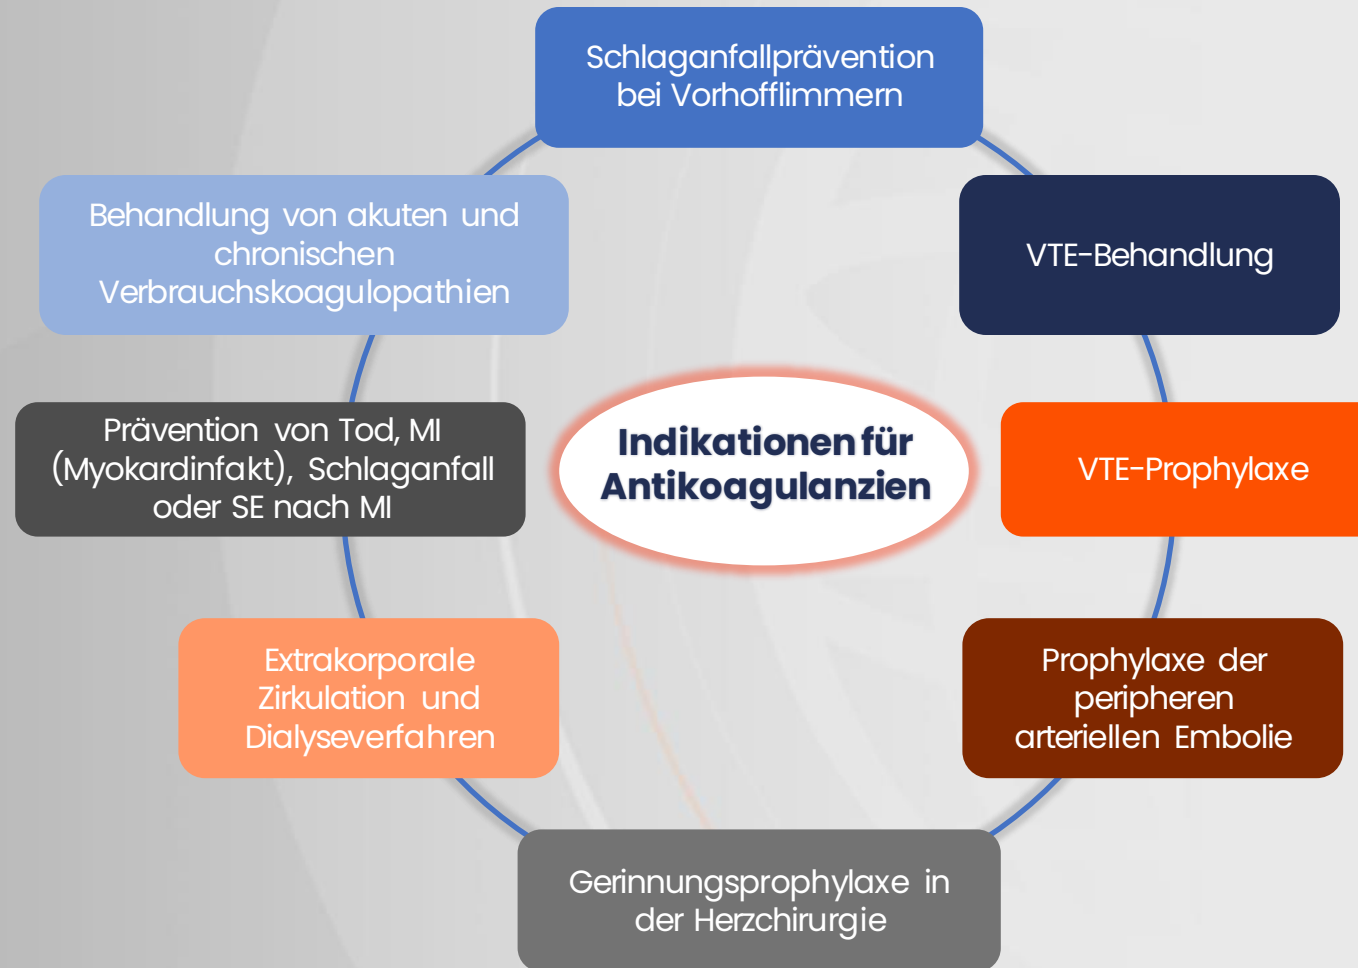 Schlaganfallprävention
bei Vorhofflimmern
VTE-Behandlung
VTE-Prophylaxe
Prophylaxe der
peripheren
arteriellen Embolie
Gerinnungsprophylaxe in
der Herzchirurgie
Extrakorporale
Zirkulation und
Dialyseverfahren
Prävention von Tod, MI
(Myokardinfakt), Schlaganfall
oder SE nach MI
Behandlung von akuten und
chronischen
Verbrauchskoagulopathien
Indikationen für
Antikoagulanzien